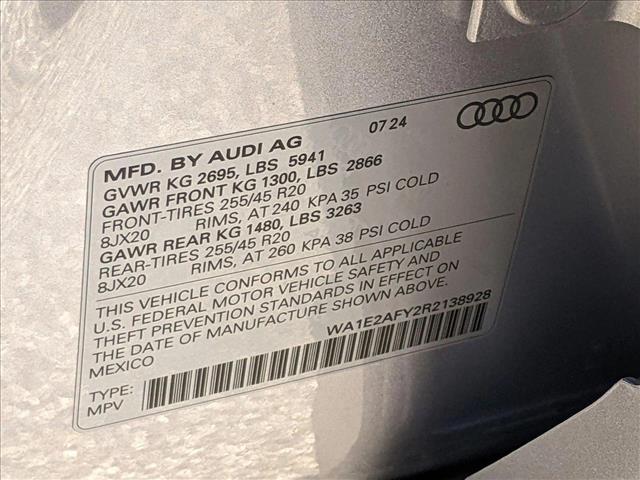 07 24
MFD. BY AUDI AG
GVWR KG 2695, LBS 5941
GAWR FRONT KG 1300, LBS 2866
FRONT-TIRES 255/45 R20
8JX20 RIMS, AT 240 KPA 35 PSI COLD
GAWR REAR KG 1480, LBS 3263
REAR-TIRES 255/45 R20
8JX20 RIMS, AT 260 KPA 38 PSI COLD
THIS VEHICLE CONFORMS TO ALL APPLICABLE
U.S. FEDERAL MOTOR VEHICLE SAFETY AND
THEFT PREVENTION STANDARDS IN EFFECT ON
THE DATE OF MANUFACTURE SHOWN ABOVE.
MEXICO WA1E2AFY2R2138928
TYPE:
MPV